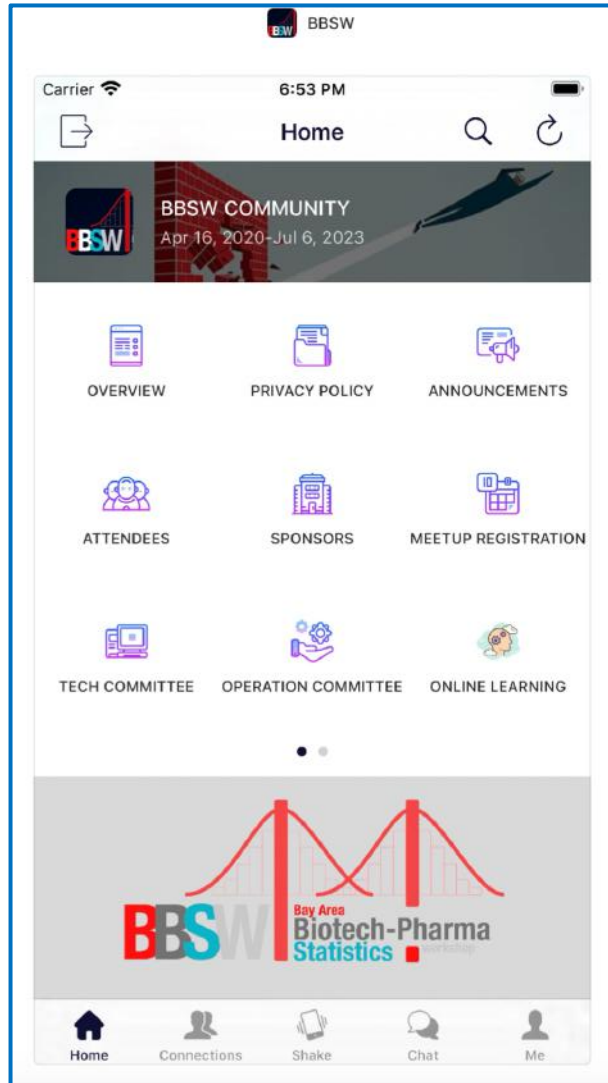 BBSW
BBSW
Carrier 6:53 PM
Home
BBSW
BBSW COMMUNITY
Apr 16, 2020-Jul 6, 2023
OVERVIEW PRIVACY POLICY ANNOUNCEMENTS
10
ATTENDEES SPONSORS MEETUP REGISTRATION
TECH COMMITTEE OPERATION COMMITTEE ONLINE LEARNING
BBSW
Bay Area
Biotech-Pharma
Statistics workshop
Home Connections Shake Chat Me